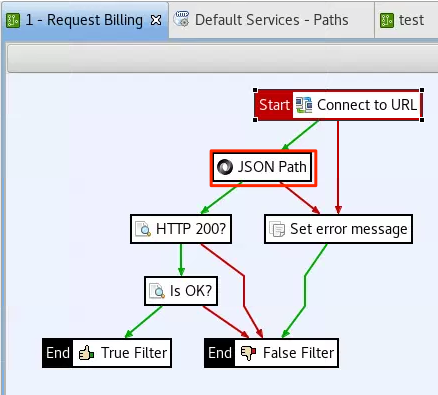 1 - Request Billing
Default Services - Paths
test
Start Connect to URL
JSON Path
HTTP 200?
Set error message
Is OK?
End True Filter
End False Filter